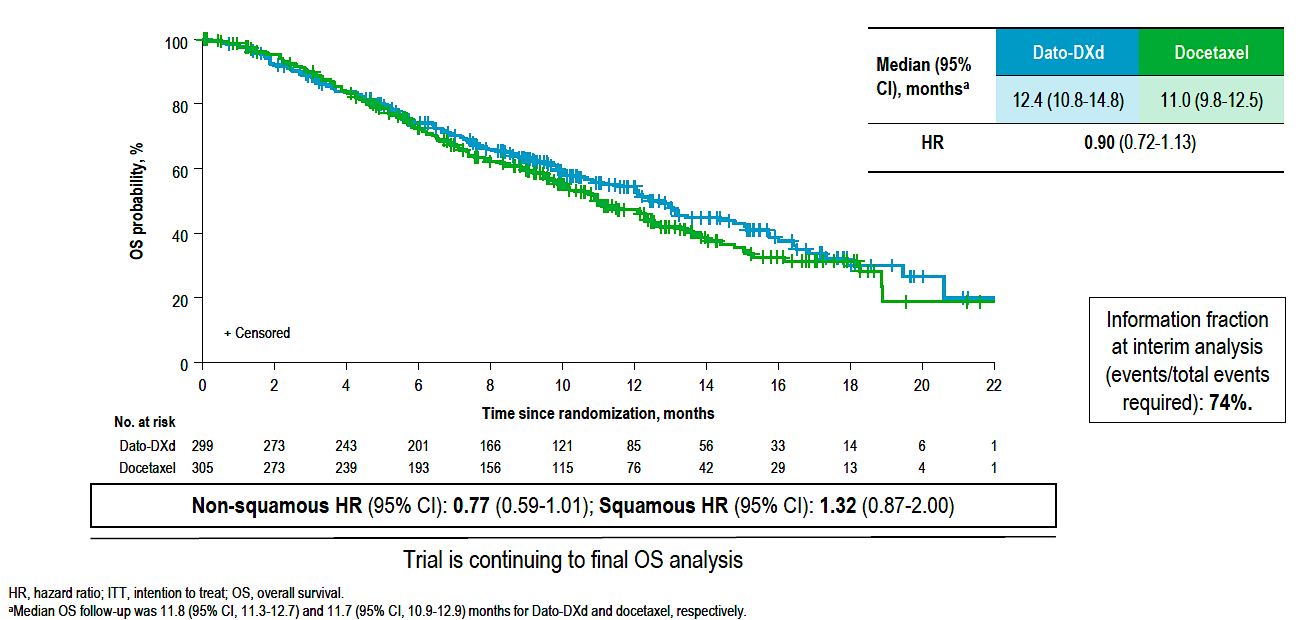 Median (95% CI), monthsᵃ
Dato-DXd
Docetaxel
12.4 (10.8-14.8)
11.0 (9.8-12.5)
HR
0.90 (0.72-1.13)
OS probability, %
100
80
60
40
20
0
+ Censored
0 2 4 6 8 10 12 14 16 18 20 22
Time since randomization, months
No. at risk
Dato-DXd 299 273 243 201 166 121 85 56 33 14 6 1
Docetaxel 305 273 239 193 156 115 76 42 29 13 4 1
Information fraction
at interim analysis
(events/total events
required): 74%.
Non-squamous HR (95% CI): 0.77 (0.59-1.01); Squamous HR (95% CI): 1.32 (0.87-2.00)
Trial is continuing to final OS analysis
HR, hazard ratio; ITT, intention to treat; OS, overall survival.
ᵃMedian OS follow-up was 11.8 (95% CI, 11.3-12.7) and 11.7 (95% CI, 10.9-12.9) months for Dato-DXd and docetaxel, respectively.